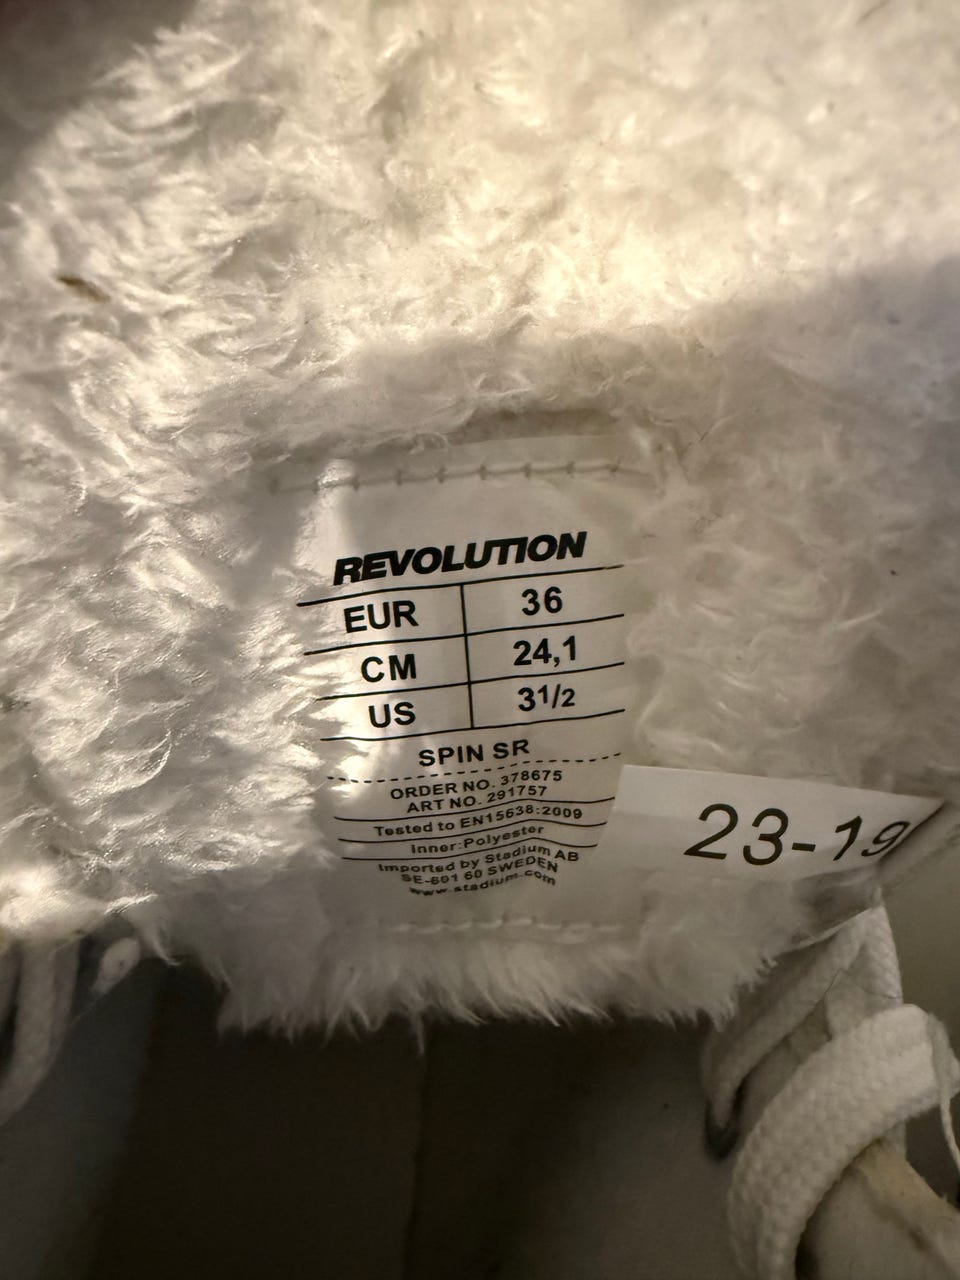 REVOLUTION
EUR 36
CM 24,1
US 3 1/2
SPIN SR
ORDER NO. 378675
ART NO. 291757
Tested to EN15638:2009
Inner:Polyester
Imported by Stadium AB
SE-601 60 SWEDEN
www.stadium.com
23-19